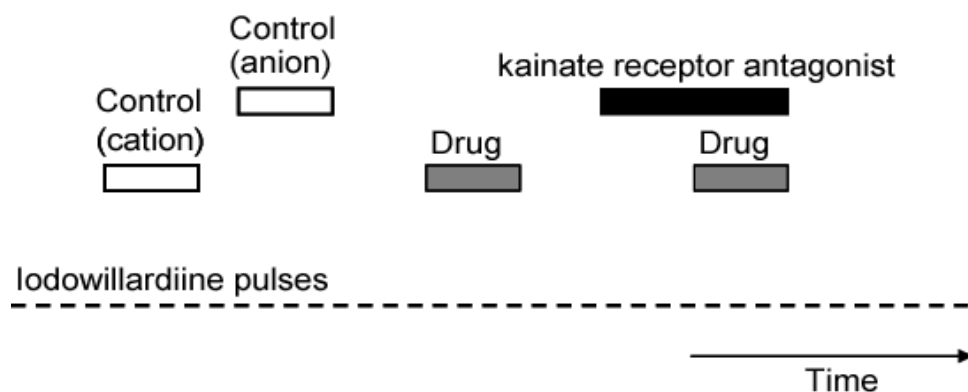 Control
(anion)
kainate receptor antagonist
Control
(cation)
Drug
Drug
Iodowillardiine pulses
Time